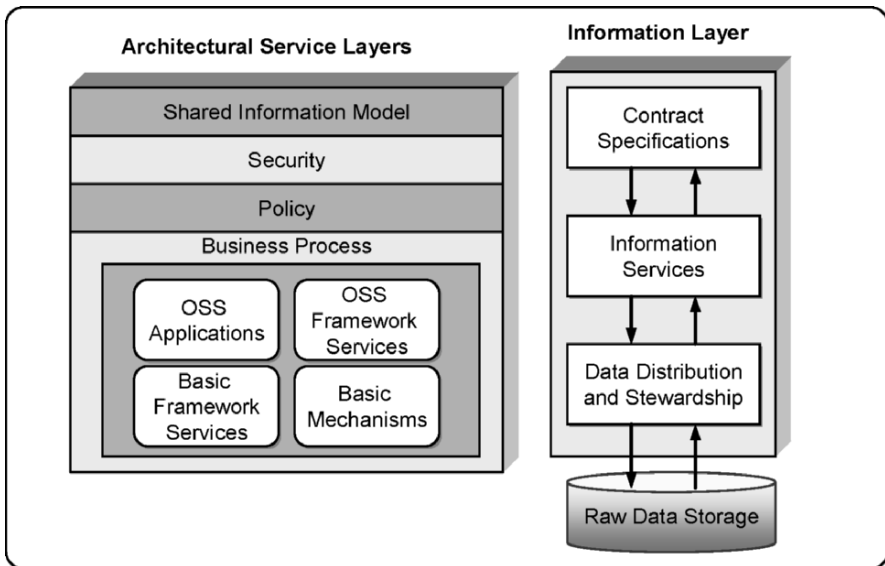 Architectural Service Layers
Shared Information Model
Security
Policy
Business Process
OSS
Applications
OSS
Framework
Services
Basic
Framework
Services
Basic
Mechanisms
Information Layer
Contract
Specifications
Information
Services
Data Distribution
and Stewardship
Raw Data Storage